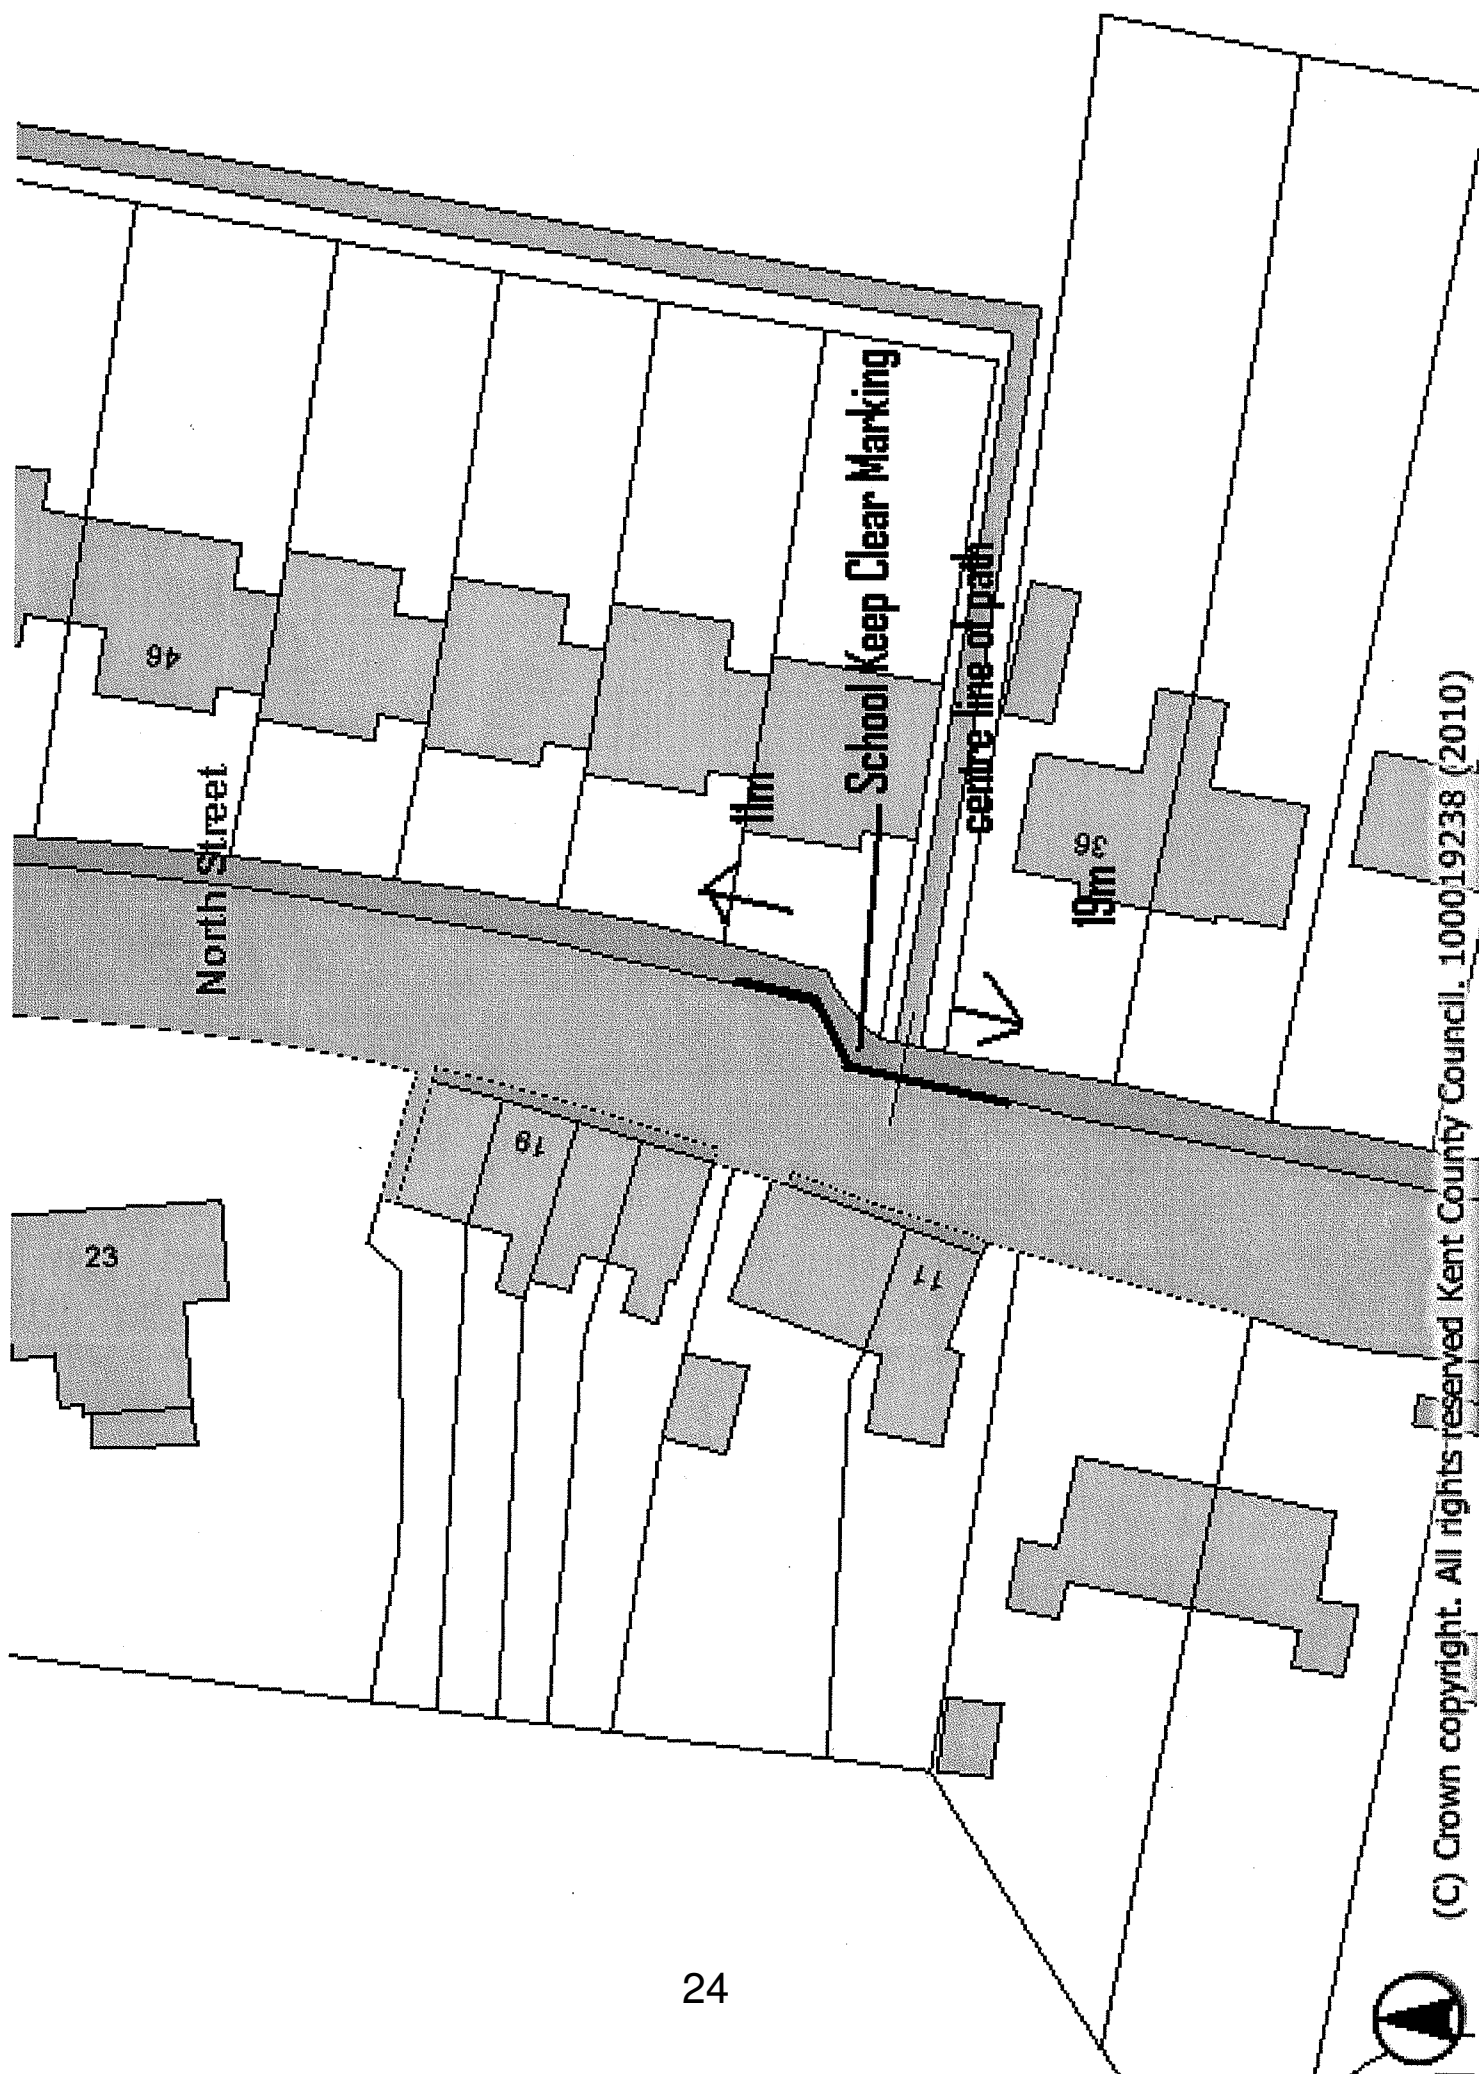 North Street
46
School Keep Clear Marking
11m
centre line of path
36
19m
19
11
23
(C) Crown copyright. All rights reserved Kent County Council. 100019238 (2010)
24